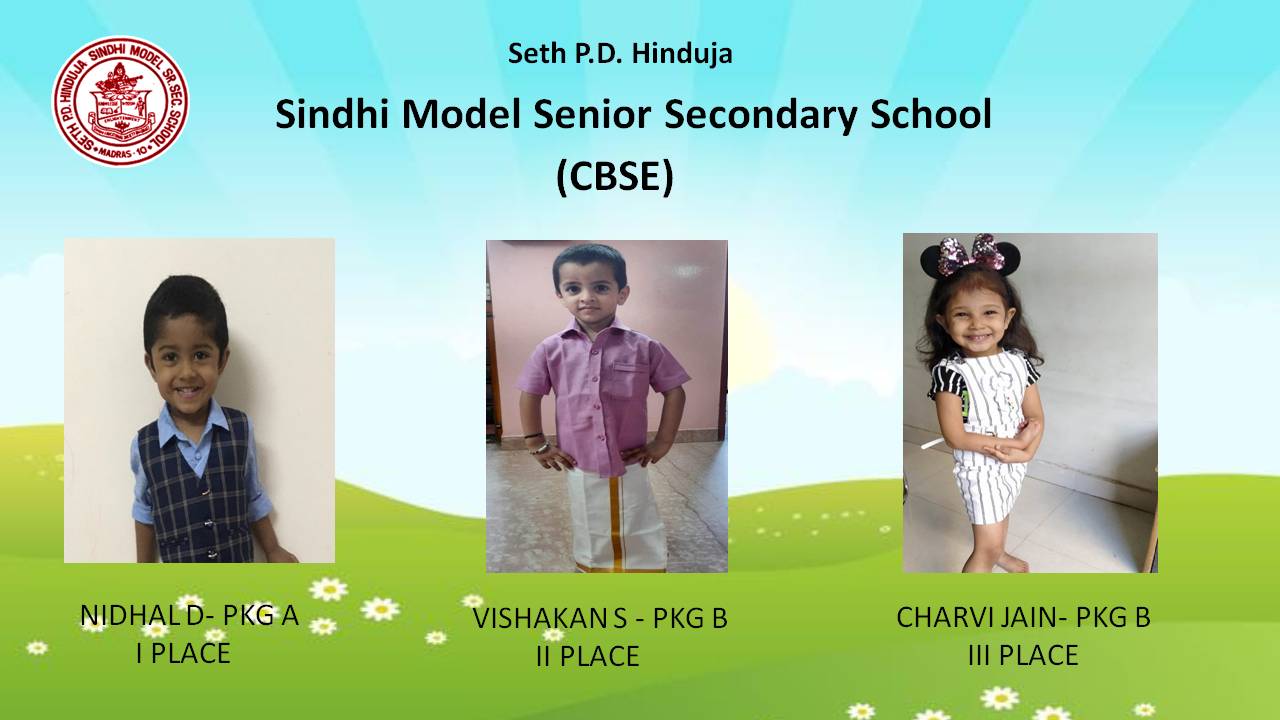 SETH P.D. HINDUJA SINDHI MODEL SR. SEC. SCHOOL
• MADRAS - 10 •
Seth P.D. Hinduja
Sindhi Model Senior Secondary School
(CBSE)
NIDHAL D- PKG A
I PLACE
VISHAKAN S - PKG B
II PLACE
CHARVI JAIN- PKG B
III PLACE